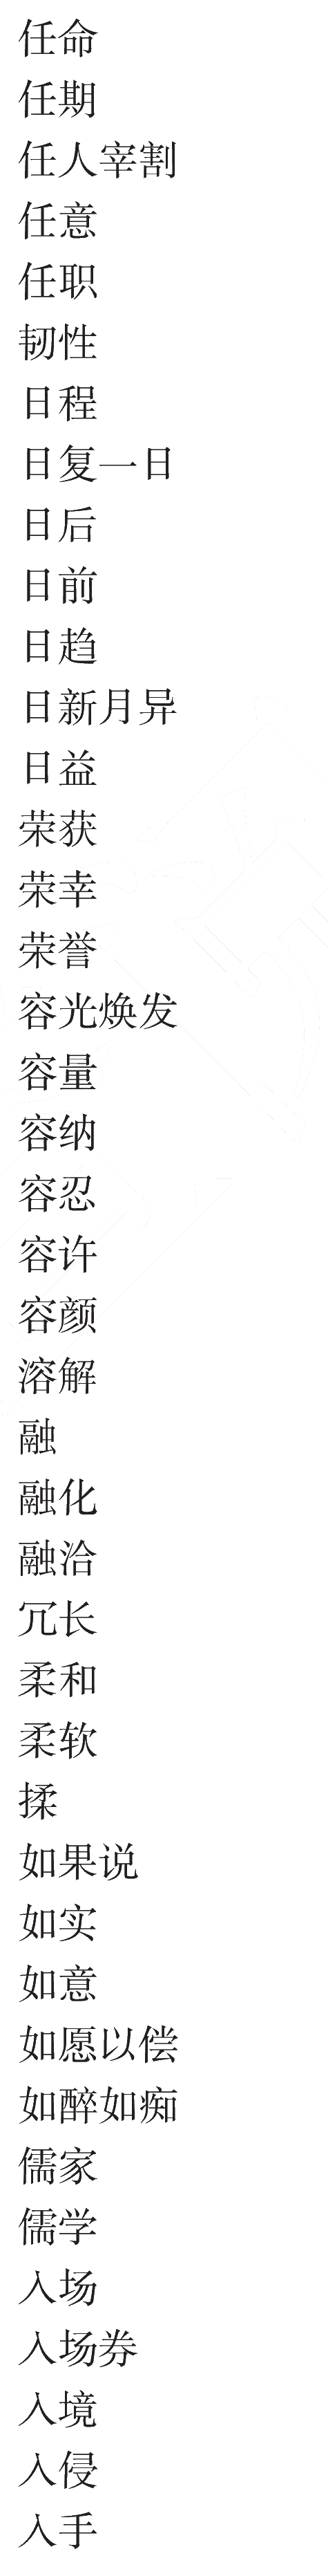 任命
任期
任人宰割
任意
任职
韧性
日程
日复一日
日后
日前
日趋
日新月异
日益
荣获
荣幸
荣誉
容光焕发
容量
容纳
容忍
容许
容颜
溶解
融
融化
融洽
冗长
柔和
柔软
揉
如果说
如实
如意
如愿以偿
如醉如痴
儒家
儒学
入场
入场券
入境
入侵
入手